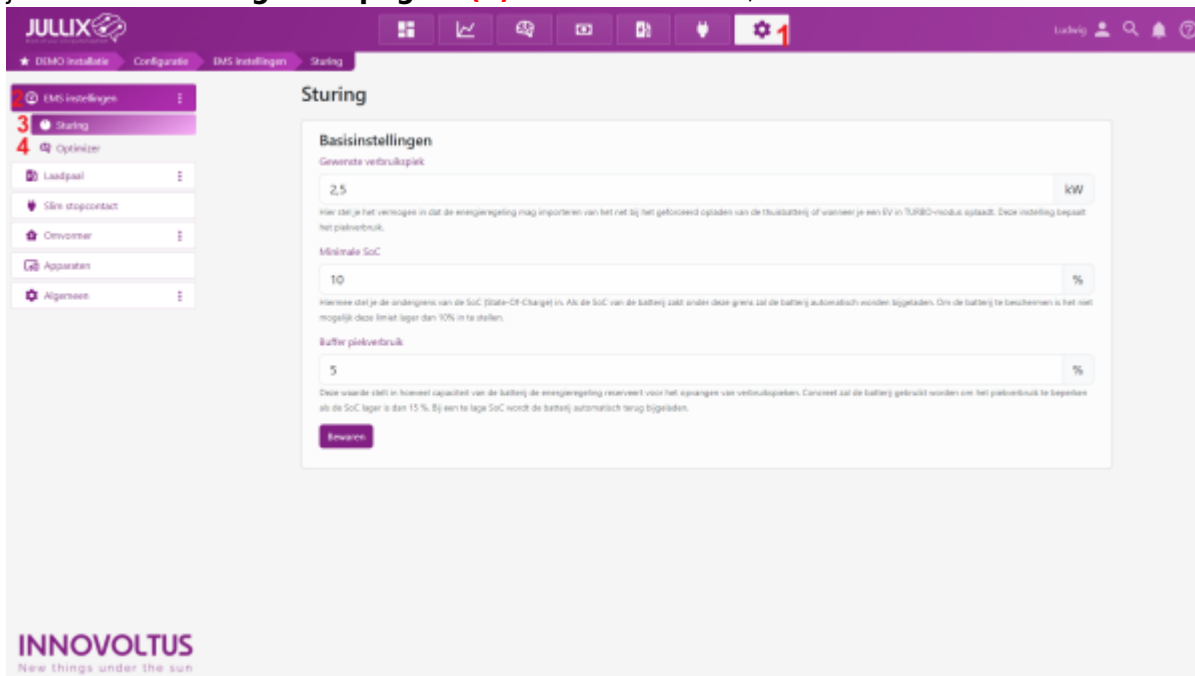 JULLIX
1
Ludwig
DEMO Installatie
Configuratie
EMS instellingen
Sturing
2 EMS instellingen
3 Sturing
4 Optimizer
Laadpaal
Slim stopcontact
Omvormer
Apparaten
Algemeen
Sturing
Basisinstellingen
Gewenste verbruikspiek
2,5 kW
Hier stel je het vermogen in dat de energieregeling mag importeren van het net bij het geforceerd opladen van de thuisbatterij of wanneer je een EV in TURBO-modus oplaadt. Deze instelling bepaalt
het piekverbruik.
Minimale SoC
10 %
Hiermee stel je de ondergrens van de SoC (State-Of-Charge) in. Als de SoC van de batterij zakt onder deze grens zal de batterij automatisch worden bijgeladen. Om de batterij te beschermen is het niet
mogelijk deze limiet lager dan 10% in te stellen.
Buffer piekverbruik
5 %
Deze waarde stelt in hoeveel capaciteit van de batterij de energieregeling reserveert voor het opvangen van verbruikspieken. Concreet zal de batterij gebruikt worden om het piekverbruik te beperken
als de SoC lager is dan 15 %. Bij een te lage SoC wordt de batterij automatisch terug bijgeladen.
Bewaren
INNOVOLTUS
New things under the sun